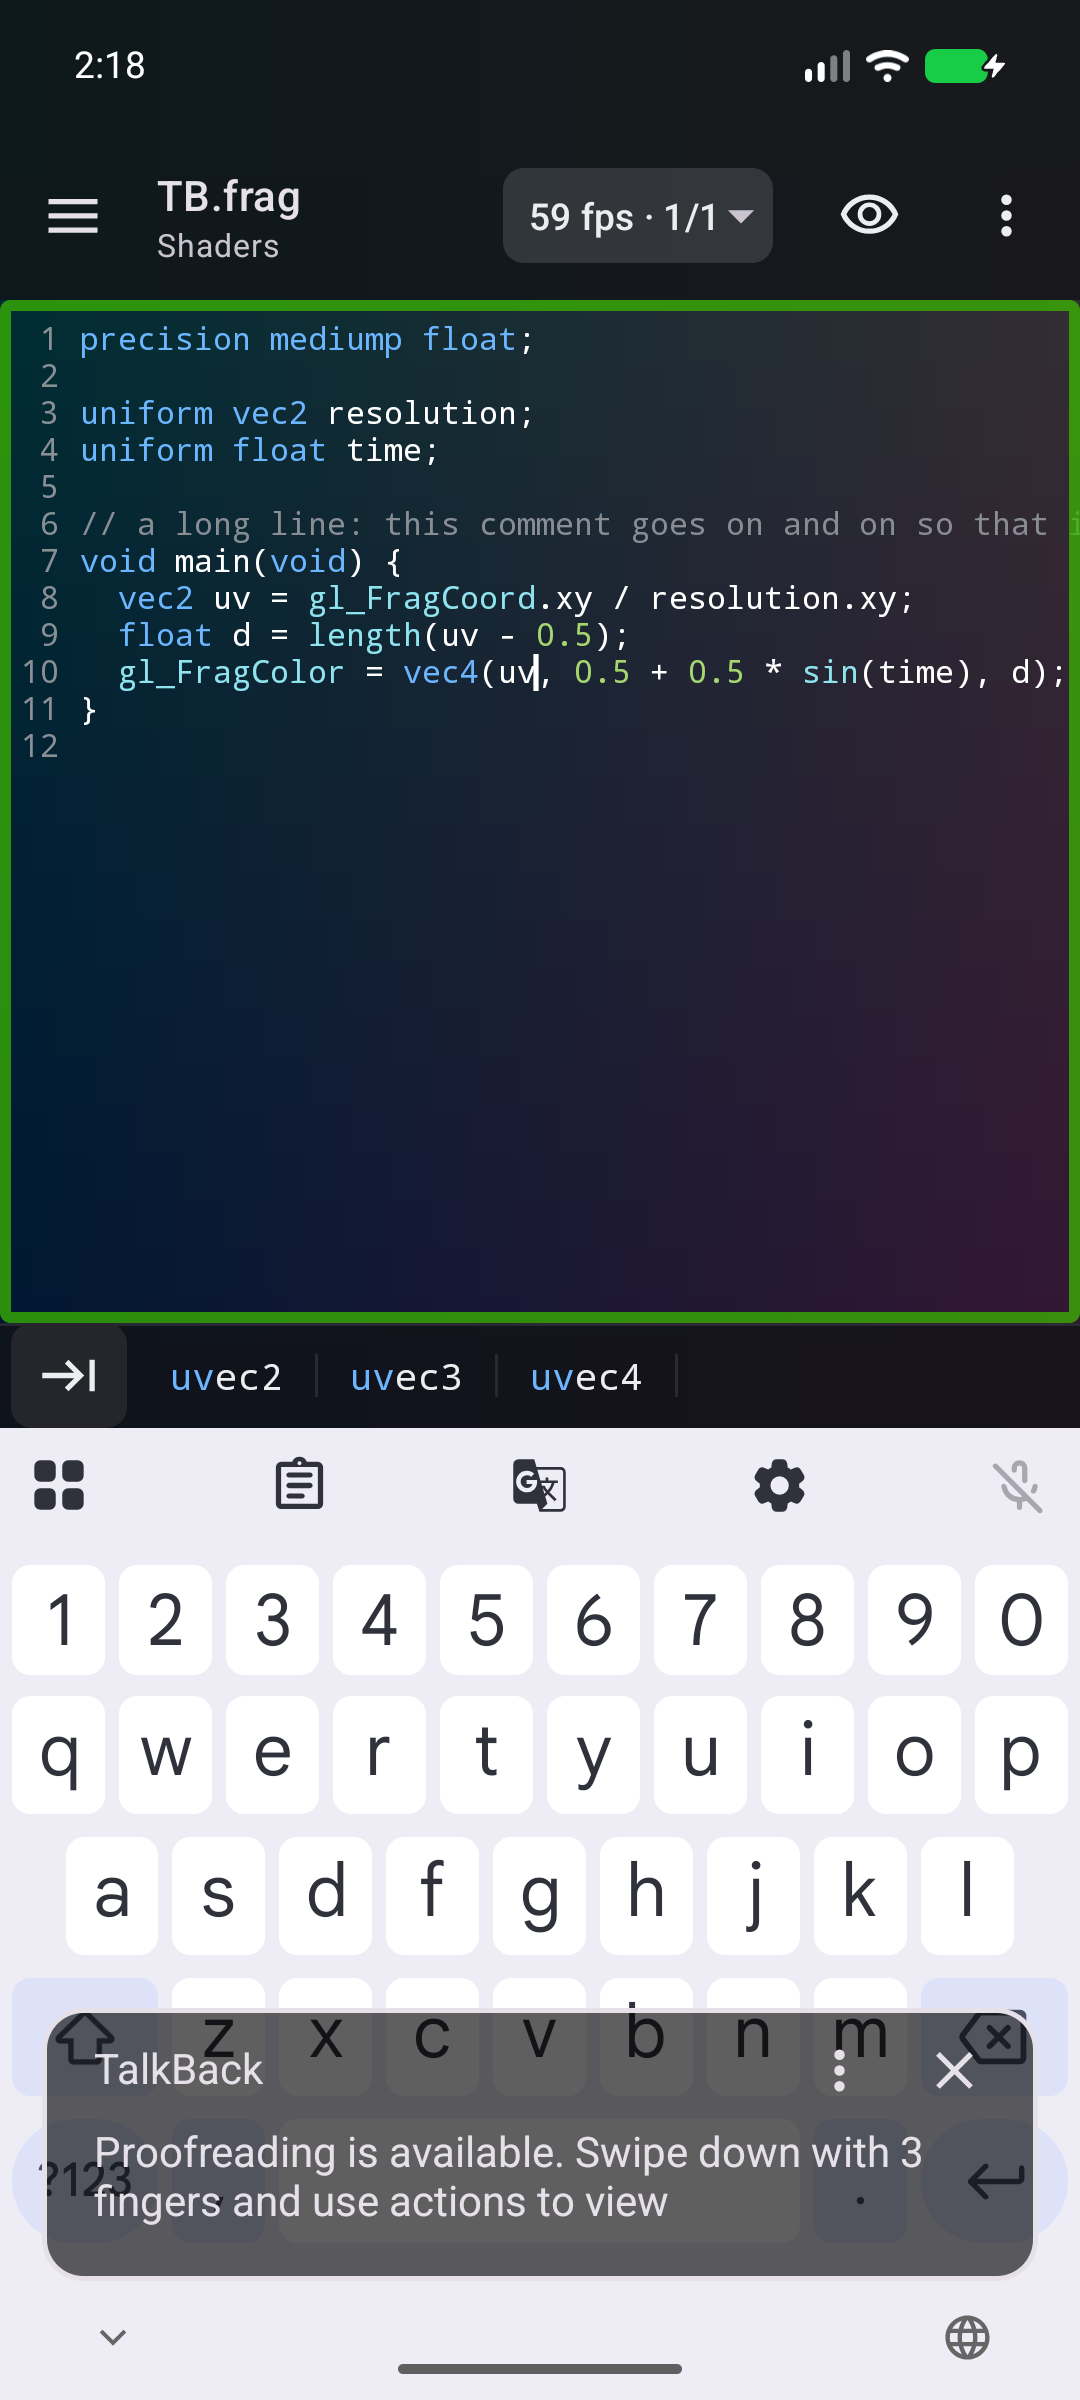 2:18
TB.frag
Shaders
59 fps · 1/1
1 precision mediump float;
2
3 uniform vec2 resolution;
4 uniform float time;
5
6 // a long line: this comment goes on and on so that i
7 void main(void) {
8   vec2 uv = gl_FragCoord.xy / resolution.xy;
9   float d = length(uv - 0.5);
10   gl_FragColor = vec4(uv, 0.5 + 0.5 * sin(time), d);
11 }
12
uvec2 uvec3 uvec4
1 2 3 4 5 6 7 8 9 0
q w e r t y u i o p
a s d f g h j k l
z x c v b n m
TalkBack
Proofreading is available. Swipe down with 3
fingers and use actions to view
?123 , .